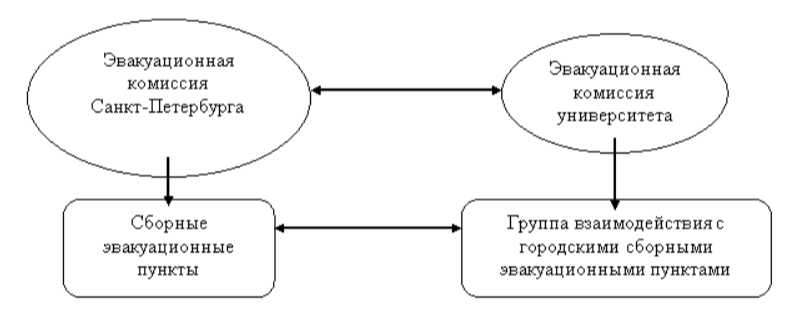 Эвакуационная
комиссия
Санкт-Петербурга
Эвакуационная
комиссия
университета
Сборные
эвакуационные
пункты
Группа взаимодействия с
городскими сборными
эвакуационными пунктами